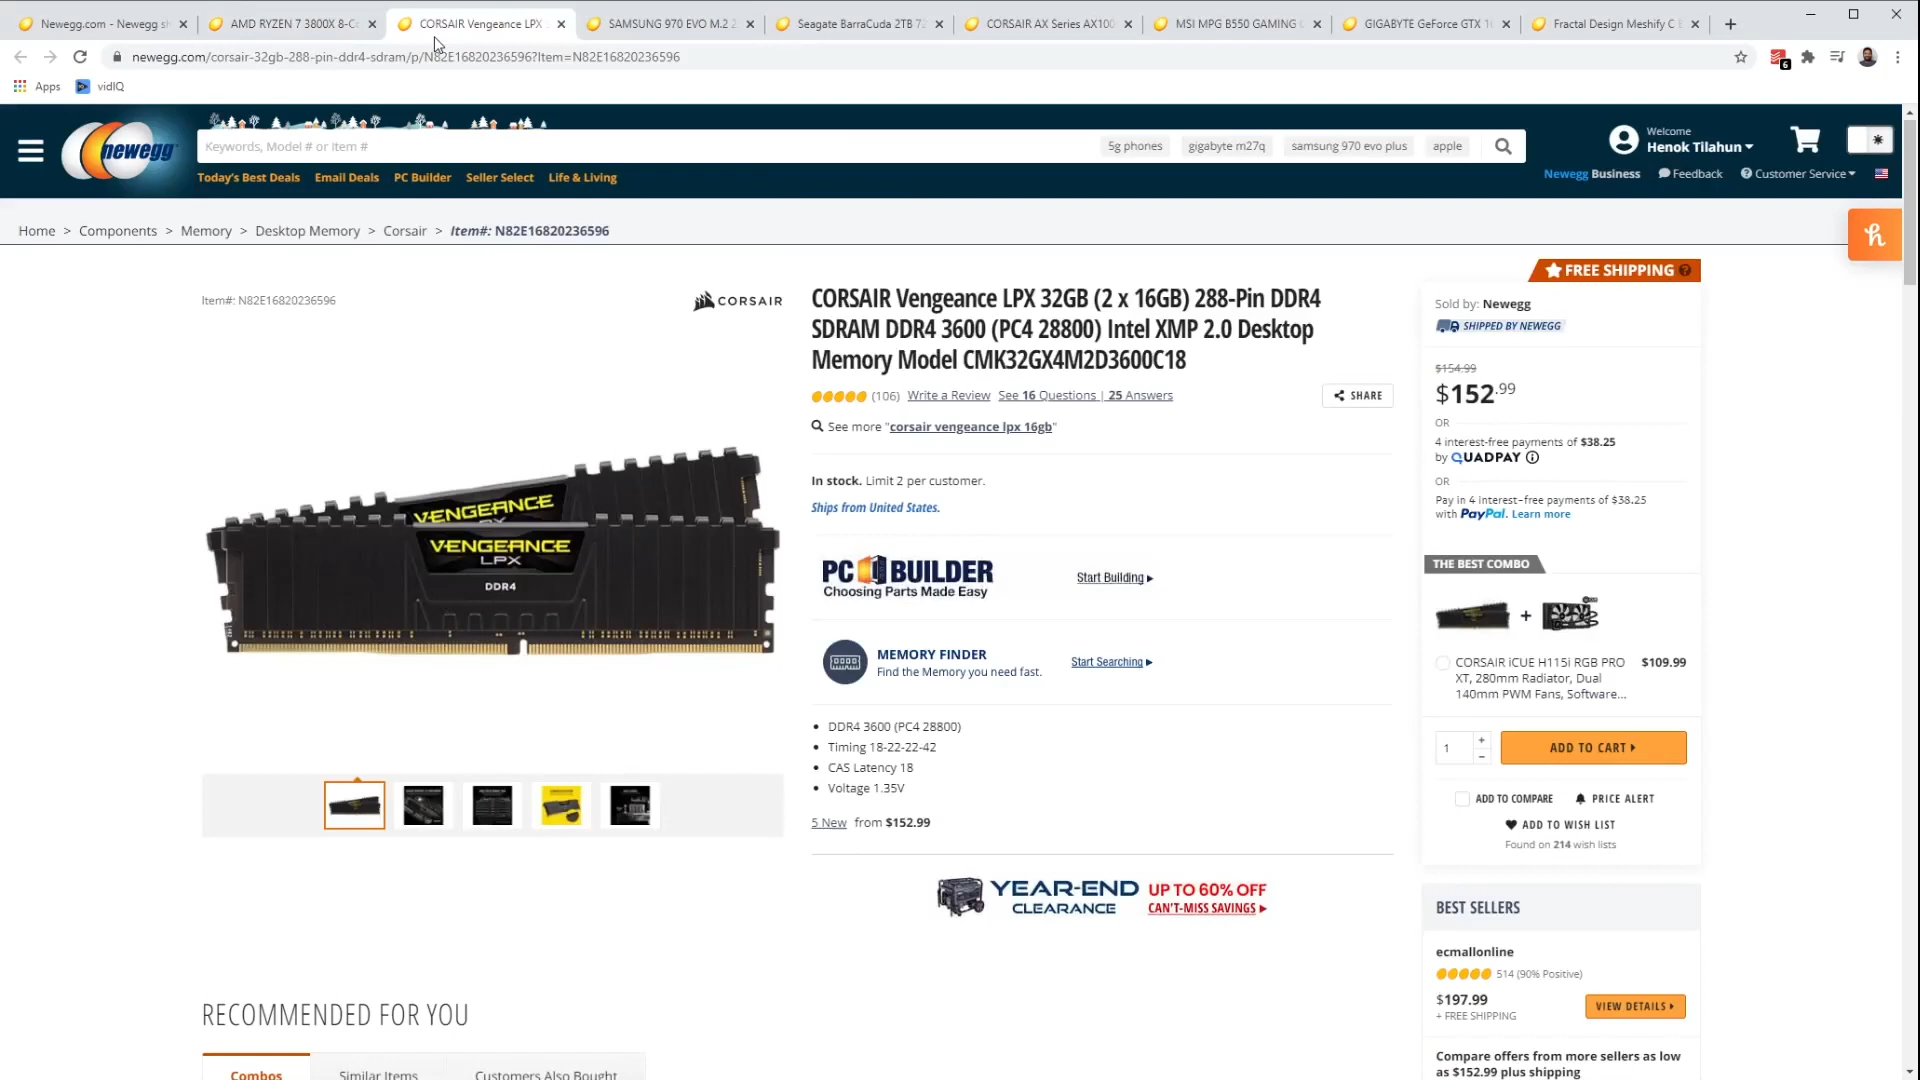 Newegg.com - Newegg sh
AMD RYZEN 7 3800X 8-C
CORSAIR Vengeance LPX
SAMSUNG 970 EVO M.2 2
Seagate BarraCuda 2TB 72
CORSAIR AX Series AX100
MSI MPG B550 GAMING
GIGABYTE GeForce GTX 1
Fractal Design Meshify C
newegg.com/corsair-32gb-288-pin-ddr4-sdram/p/N82E16820236596?Item=N82E16820236596
6
Apps
vidIQ
newegg
Keywords, Model # or Item #
5g phones
gigabyte m27q
samsung 970 evo plus
apple
Welcome
Henok Tilahun
Today's Best Deals
Email Deals
PC Builder
Seller Select
Life & Living
Newegg Business
Feedback
Customer Service
Home > Components > Memory > Desktop Memory > Corsair > Item#: N82E16820236596
FREE SHIPPING
Item#: N82E16820236596
CORSAIR
CORSAIR Vengeance LPX 32GB (2 x 16GB) 288-Pin DDR4
SDRAM DDR4 3600 (PC4 28800) Intel XMP 2.0 Desktop
Memory Model CMK32GX4M2D3600C18
(106) Write a Review See 16 Questions | 25 Answers
SHARE
See more "corsair vengeance lpx 16gb"
In stock. Limit 2 per customer.
Ships from United States.
PC BUILDER
Choosing Parts Made Easy
Start Building
MEMORY FINDER
Find the Memory you need fast.
Start Searching
DDR4 3600 (PC4 28800)
Timing 18-22-22-42
CAS Latency 18
Voltage 1.35V
5 New from $152.99
YEAR-END
CLEARANCE
UP TO 60% OFF
CAN'T-MISS SAVINGS
VENGEANCE
VENGEANCE
LPX
DDR4
Sold by: Newegg
SHIPPED BY NEWEGG
$154.99
$152.99
OR
4 interest-free payments of $38.25
by QUADPAY
OR
Pay in 4 interest-free payments of $38.25
with PayPal. Learn more
THE BEST COMBO
+
CORSAIR iCUE H115i RGB PRO
XT, 280mm Radiator, Dual
140mm PWM Fans, Software...
$109.99
1
ADD TO CART
ADD TO COMPARE
PRICE ALERT
ADD TO WISH LIST
Found on 214 wish lists
BEST SELLERS
ecmallonline
514 (90% Positive)
$197.99
+ FREE SHIPPING
VIEW DETAILS
Compare offers from more sellers as low
as $152.99 plus shipping
RECOMMENDED FOR YOU
Combos
Similar Items
Customers Also Bought